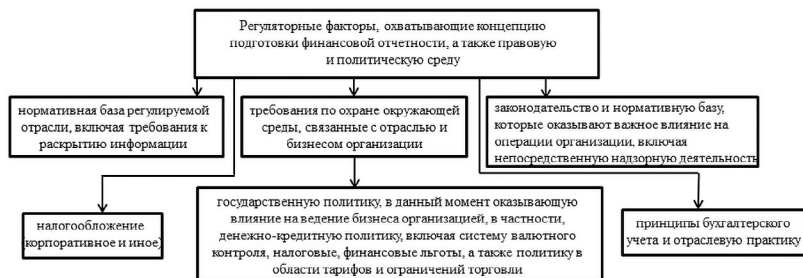 Регуляторные факторы, охватывающие концепцию
подготовки финансовой отчетности, а также правовую
и политическую среду
нормативная база регулируемой
отрасли, включая требования к
раскрытию информации
требования по охране окружающей
среды, связанные с отраслью и
бизнесом организации
законодательство и нормативную базу,
которые оказывают важное влияние на
операции организации, включая
непосредственную надзорную деятельность
налогообложение
(корпоративное и иное)
государственную политику, в данный момент оказывающую
влияние на ведение бизнеса организацией, в частности,
денежно-кредитную политику, включая систему валютного
контроля, налоговые, финансовые льготы, а также политику в
области тарифов и ограничений торговли
принципы бухгалтерского
учета и отраслевую практику